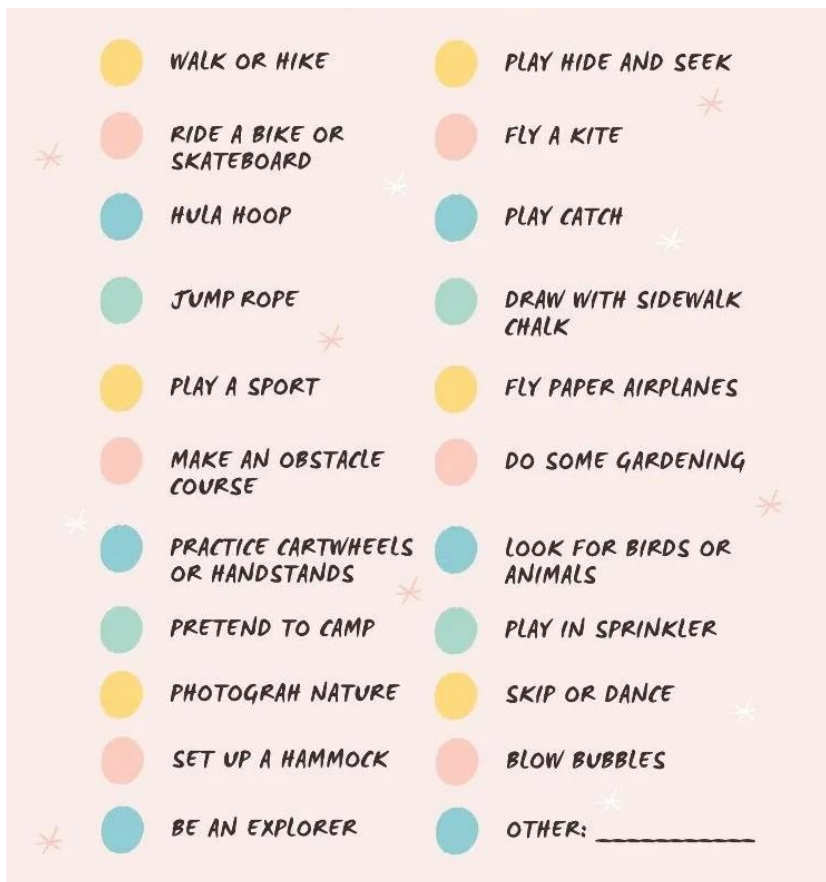 WALK OR HIKE
RIDE A BIKE OR
SKATEBOARD
HULA HOOP
JUMP ROPE
PLAY A SPORT
MAKE AN OBSTACLE
COURSE
PRACTICE CARTWHEELS
OR HANDSTANDS
PRETEND TO CAMP
PHOTOGRAH NATURE
SET UP A HAMMOCK
BE AN EXPLORER
PLAY HIDE AND SEEK
FLY A KITE
PLAY CATCH
DRAW WITH SIDEWALK
CHALK
FLY PAPER AIRPLANES
DO SOME GARDENING
LOOK FOR BIRDS OR
ANIMALS
PLAY IN SPRINKLER
SKIP OR DANCE
BLOW BUBBLES
OTHER: ____________